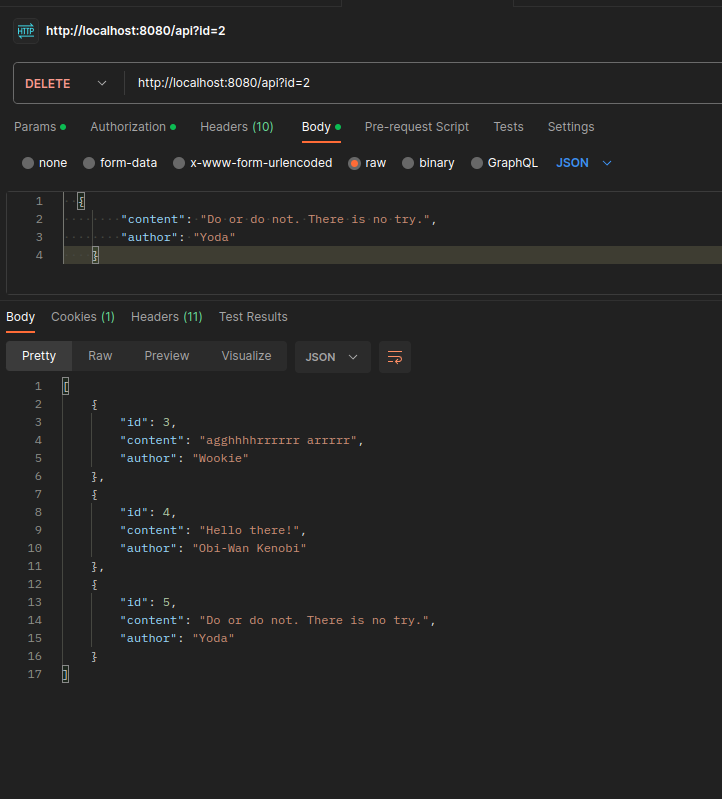 HTTP http://localhost:8080/api?id=2
DELETE http://localhost:8080/api?id=2
Params Authorization Headers (10) Body Pre-request Script Tests Settings
none form-data x-www-form-urlencoded raw binary GraphQL JSON
1 {
2 "content": "Do or do not. There is no try.",
3 "author": "Yoda"
4 }
Body Cookies (1) Headers (11) Test Results
Pretty Raw Preview Visualize JSON
1 [
2 {
3 "id": 3,
4 "content": "agghhhhrrrrrr arrrrr",
5 "author": "Wookie"
6 },
7 {
8 "id": 4,
9 "content": "Hello there!",
10 "author": "Obi-Wan Kenobi"
11 },
12 {
13 "id": 5,
14 "content": "Do or do not. There is no try.",
15 "author": "Yoda"
16 }
17 ]